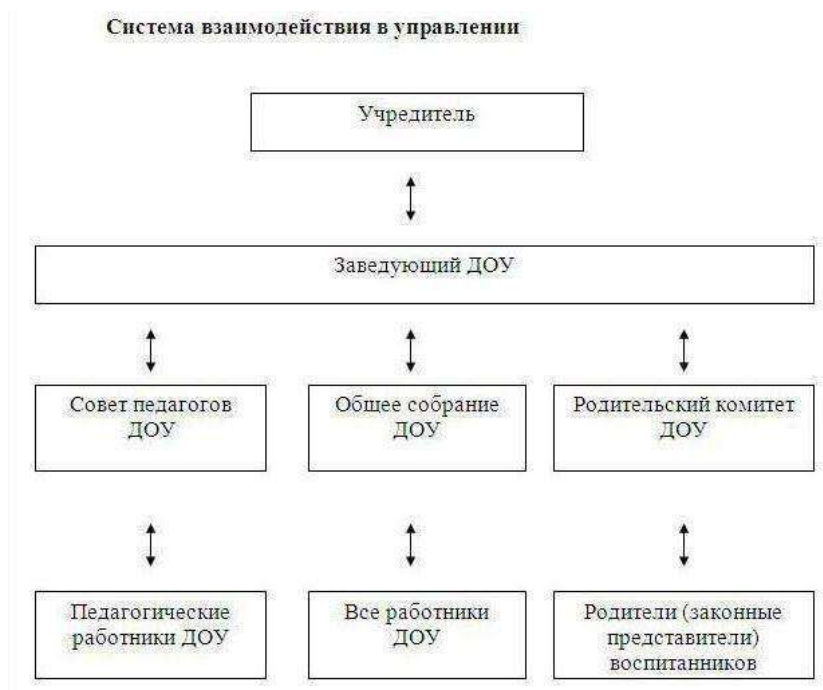 Система взаимодействия в управлении
Учредитель
Заведующий ДОУ
Совет педагогов
ДОУ
Общее собрание
ДОУ
Родительский комитет
ДОУ
Педагогические
работники ДОУ
Все работники
ДОУ
Родители (законные
представители)
воспитанников